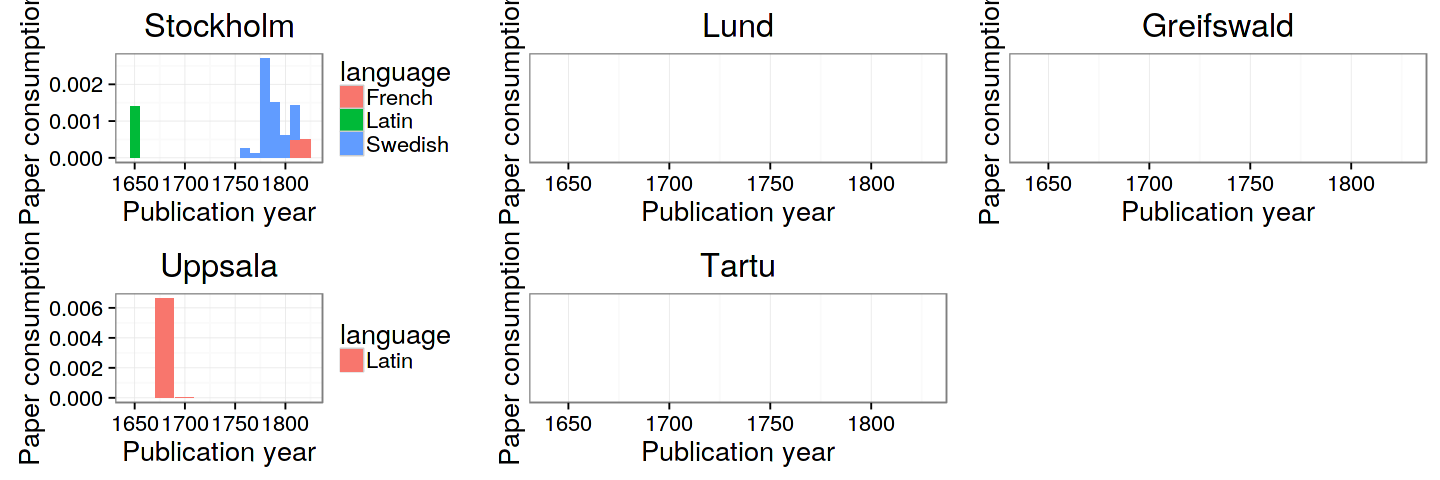 Stockholm
Paper consumption
0.002
0.001
0.000
1650 1700 1750 1800
Publication year
language
French
Latin
Swedish
Lund
Paper consumption
1650 1700 1750 1800
Publication year
Greifswald
Paper consumption
1650 1700 1750 1800
Publication year
Uppsala
Paper consumption
0.006
0.004
0.002
0.000
1650 1700 1750 1800
Publication year
language
Latin
Tartu
Paper consumption
1650 1700 1750 1800
Publication year